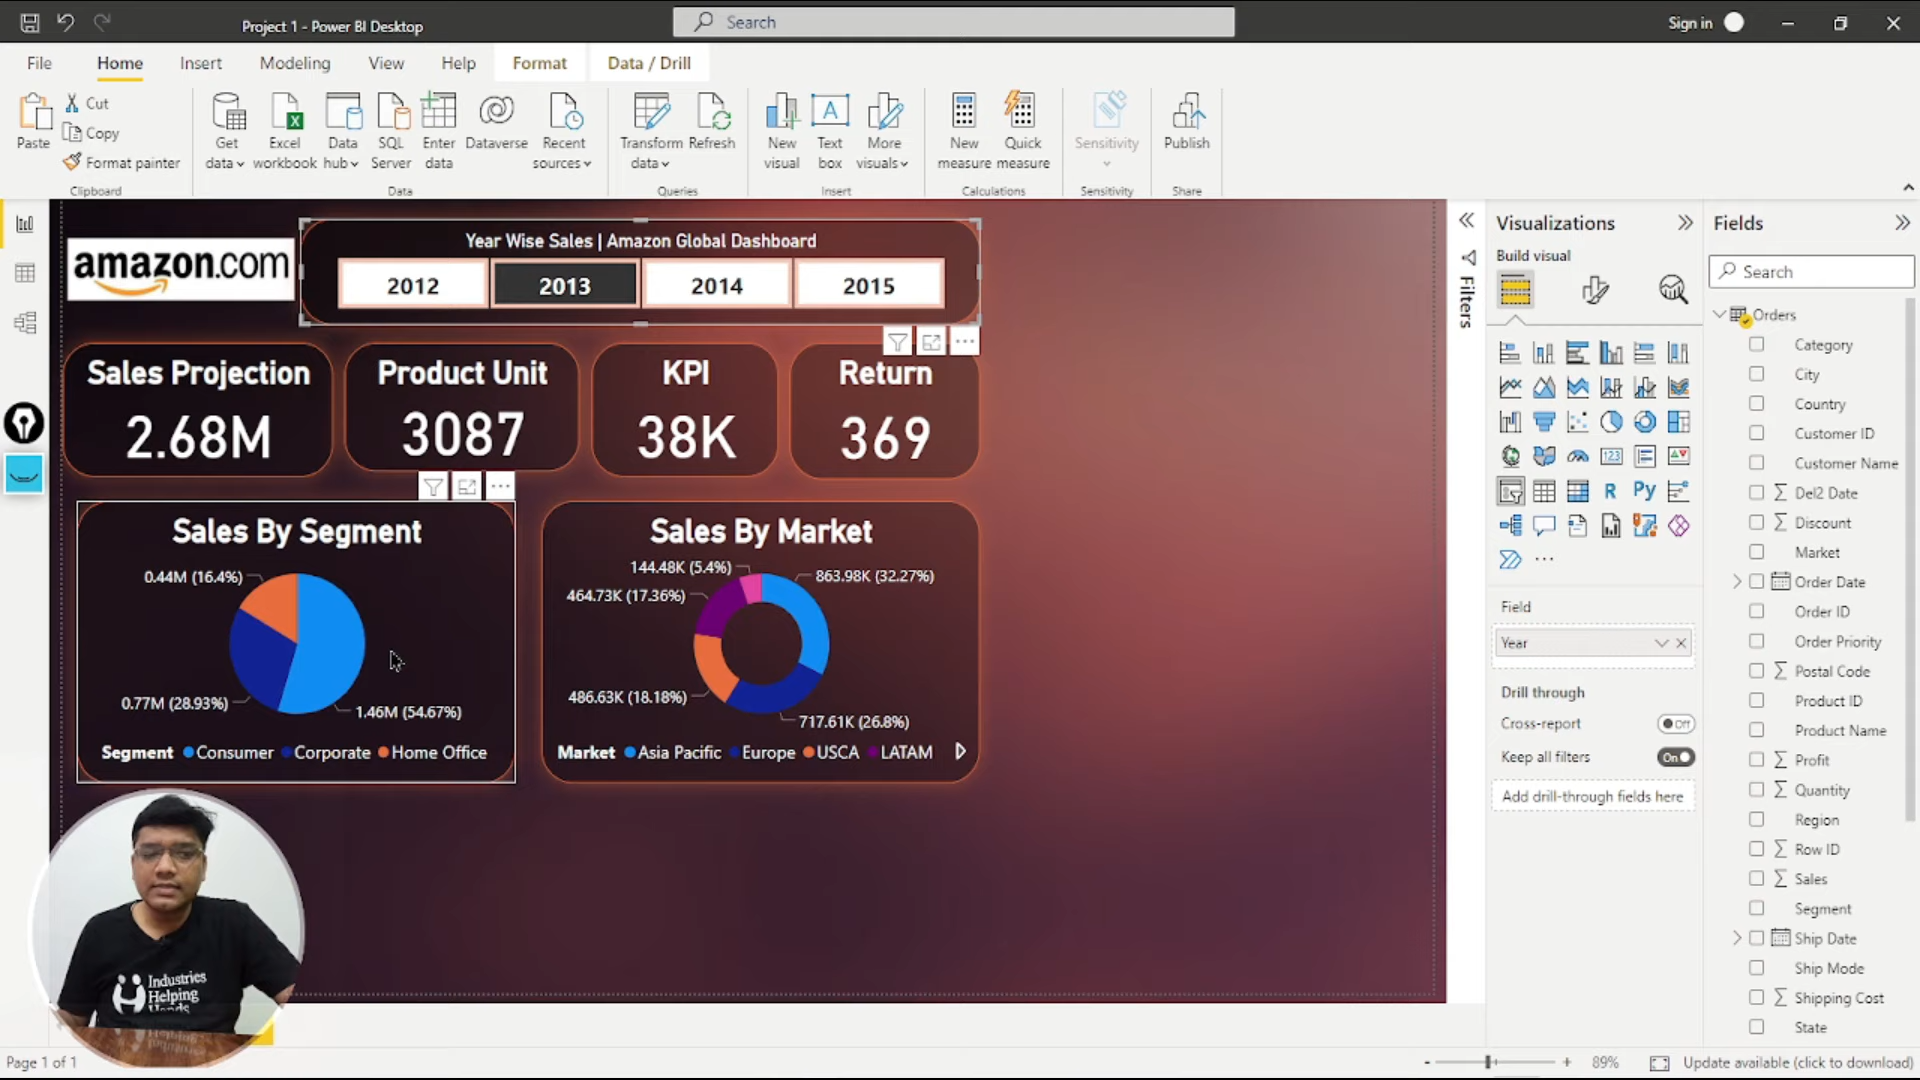 Project 1 - Power BI Desktop
Search
Sign in
File
Home
Insert
Modeling
View
Help
Format
Data / Drill
Paste
Cut
Copy
Format painter
Clipboard
Get data
Excel workbook
Data hub
SQL Server
Enter data
Dataverse
Recent sources
Data
Transform data
Refresh
Queries
New visual
Text box
More visuals
Insert
New measure
Quick measure
Calculations
Sensitivity
Sensitivity
Publish
Share
amazon.com
Year Wise Sales | Amazon Global Dashboard
2012
2013
2014
2015
Sales Projection
2.68M
Product Unit
3087
KPI
38K
Return
369
Sales By Segment
0.44M (16.4%)
0.77M (28.93%)
1.46M (54.67%)
Segment Consumer Corporate Home Office
Sales By Market
144.48K (5.4%)
863.98K (32.27%)
464.73K (17.36%)
486.63K (18.18%)
717.61K (26.8%)
Market Asia Pacific Europe USCA LATAM
Industries
Helping
Hands
Filters
Visualizations
Build visual
123
R
Py
Field
Year
Drill through
Cross-report
Off
Keep all filters
On
Add drill-through fields here
Fields
Search
Orders
Category
City
Country
Customer ID
Customer Name
Del2 Date
Discount
Market
Order Date
Order ID
Order Priority
Postal Code
Product ID
Product Name
Profit
Quantity
Region
Row ID
Sales
Segment
Ship Date
Ship Mode
Shipping Cost
State
Page 1 of 1
- + 89%
Update available (click to download)